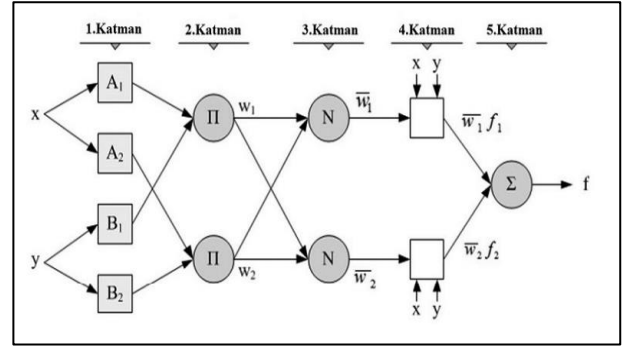 1.Katman 2.Katman 3.Katman 4.Katman 5.Katman
x y
A₁
w₁
w̅₁
x
Π
N
w̅₁ f₁
A₂
Σ
f
B₁
y
Π
N
w̅₂ f₂
B₂
w₂
w̅₂
x y